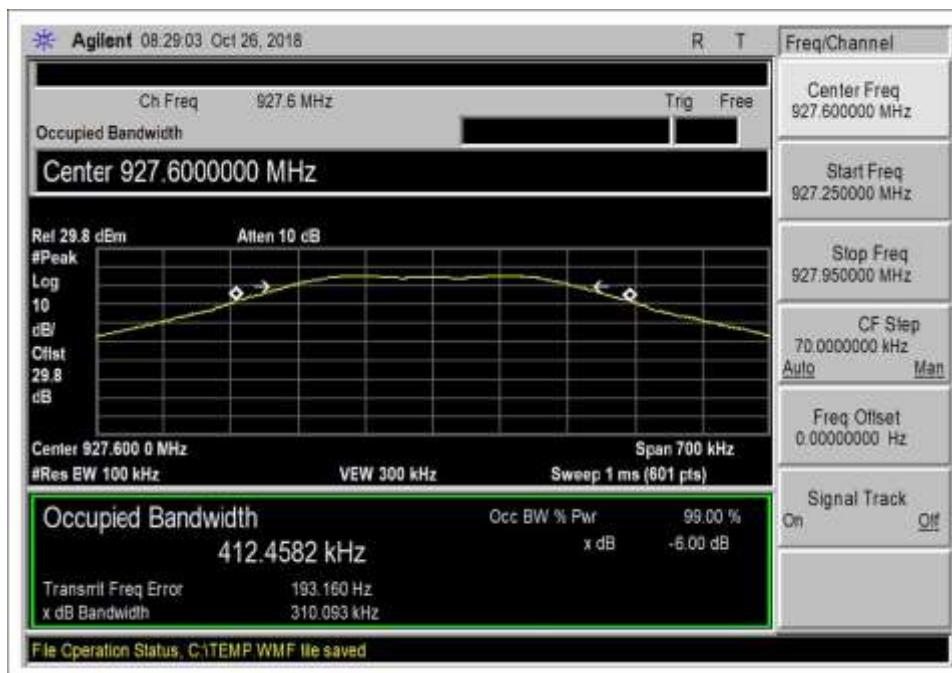 Agilent 08:29:03 Oct 26, 2018 R T
Freq/Channel
Ch Freq 927.6 MHz Trig Free
Occupied Bandwidth
Center 927.6000000 MHz
Ref 29.8 dBm Atten 10 dB
#Peak
Log
10
dB/
Offst
29.8
dB
Center 927.600 0 MHz Span 700 kHz
#Res BW 100 kHz VBW 300 kHz Sweep 1 ms (601 pts)
Occupied Bandwidth Occ BW % Pwr 99.00 %
412.4582 kHz x dB -6.00 dB
Transmit Freq Error 193.160 Hz
x dB Bandwidth 310.093 kHz
File Operation Status, C:\TEMP.WMF file saved
Center Freq
927.600000 MHz
Start Freq
927.250000 MHz
Stop Freq
927.950000 MHz
CF Step
70.0000000 kHz
Auto Man
Freq Offset
0.00000000 Hz
Signal Track
On Off